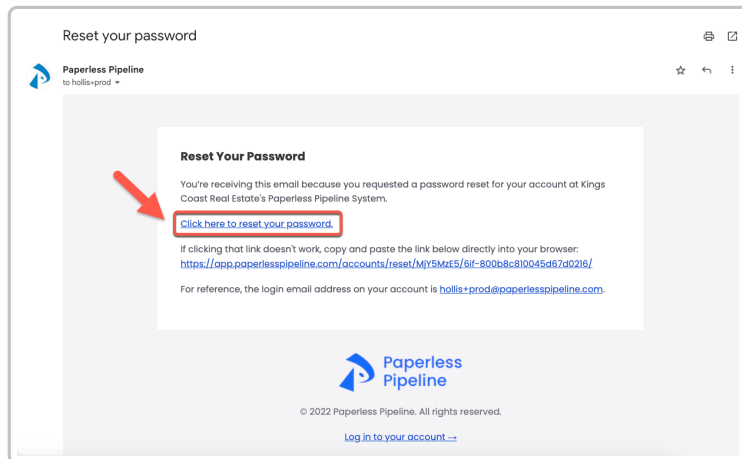 Reset your password
Paperless Pipeline
to hollis+prod
Reset Your Password
You're receiving this email because you requested a password reset for your account at Kings
Coast Real Estate's Paperless Pipeline System.
Click here to reset your password.
If clicking that link doesn't work, copy and paste the link below directly into your browser:
https://app.paperlesspipeline.com/accounts/reset/MjY5MzE5/6if-800b8c810045d67d0216/
For reference, the login email address on your account is hollis+prod@paperlesspipeline.com.
Paperless
Pipeline
© 2022 Paperless Pipeline. All rights reserved.
Log in to your account →